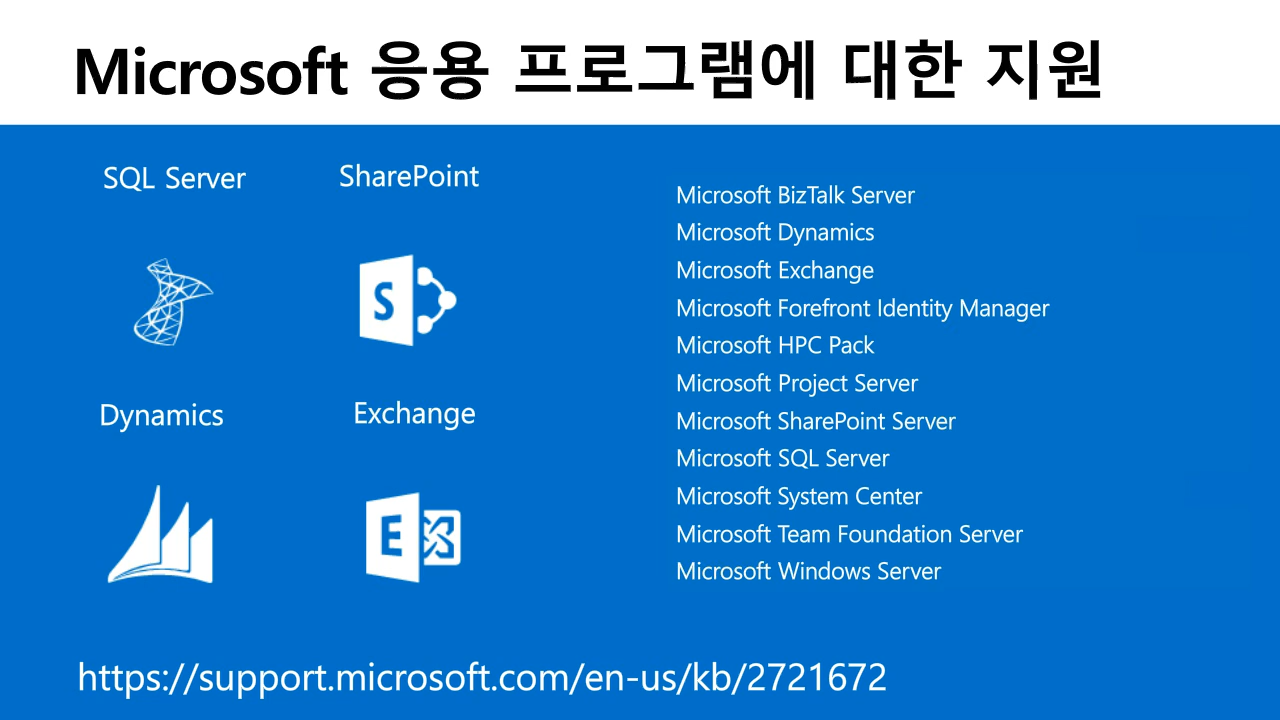 Microsoft 응용 프로그램에 대한 지원
SQL Server
SharePoint
S
Dynamics
Exchange
E
Microsoft BizTalk Server
Microsoft Dynamics
Microsoft Exchange
Microsoft Forefront Identity Manager
Microsoft HPC Pack
Microsoft Project Server
Microsoft SharePoint Server
Microsoft SQL Server
Microsoft System Center
Microsoft Team Foundation Server
Microsoft Windows Server
https://support.microsoft.com/en-us/kb/2721672